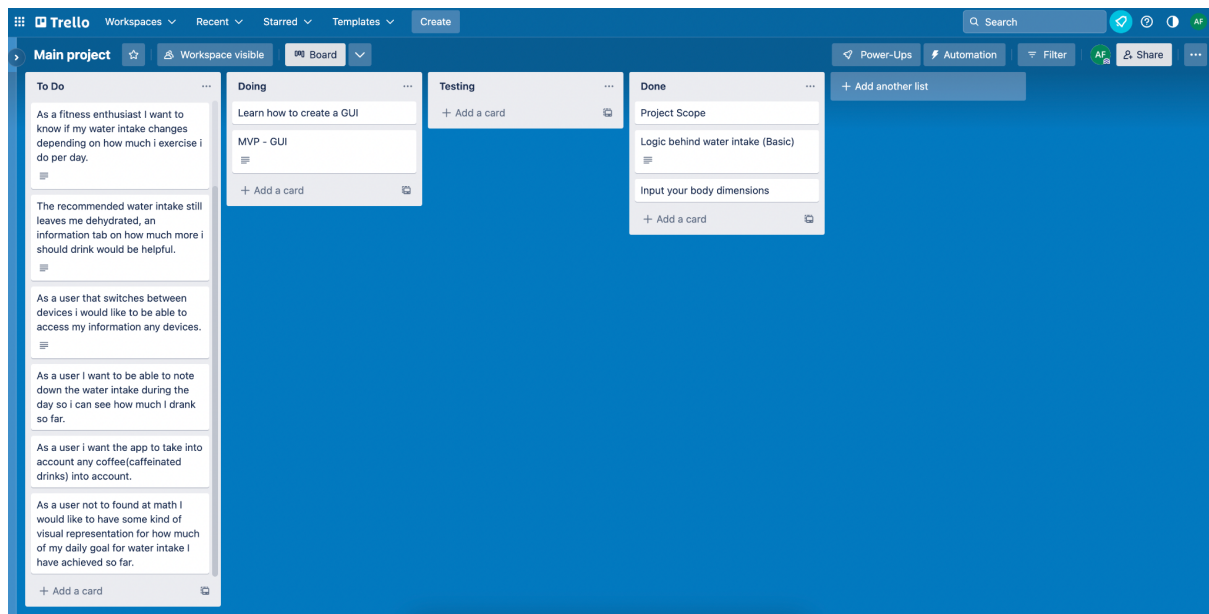 Trello Workspaces Recent Starred Templates Create Search AF
Main project Workspace visible Board Power-Ups Automation Filter AF Share
To Do
As a fitness enthusiast I want to
know if my water intake changes
depending on how much i exercise i
do per day.
The recommended water intake still
leaves me dehydrated, an
information tab on how much more i
should drink would be helpful.
As a user that switches between
devices i would like to be able to
access my information any devices.
As a user I want to be able to note
down the water intake during the
day so i can see how much I drank
so far.
As a user i want the app to take into
account any coffee(caffeinated
drinks) into account.
As a user not to found at math I
would like to have some kind of
visual representation for how much
of my daily goal for water intake I
have achieved so far.
+ Add a card
Doing
Learn how to create a GUI
MVP - GUI
+ Add a card
Testing
+ Add a card
Done
Project Scope
Logic behind water intake (Basic)
Input your body dimensions
+ Add a card
+ Add another list